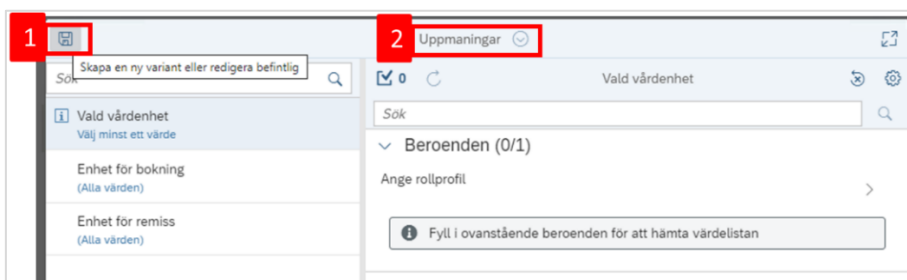 1
2 Uppmaningar
Skapa en ny variant eller redigera befintlig
Sök
0
Vald vårdenhet
Sök
Vald vårdenhet
Välj minst ett värde
Enhet för bokning
(Alla värden)
Enhet för remiss
(Alla värden)
Beroenden (0/1)
Ange rollprofil
Fyll i ovanstående beroenden för att hämta värdelistan